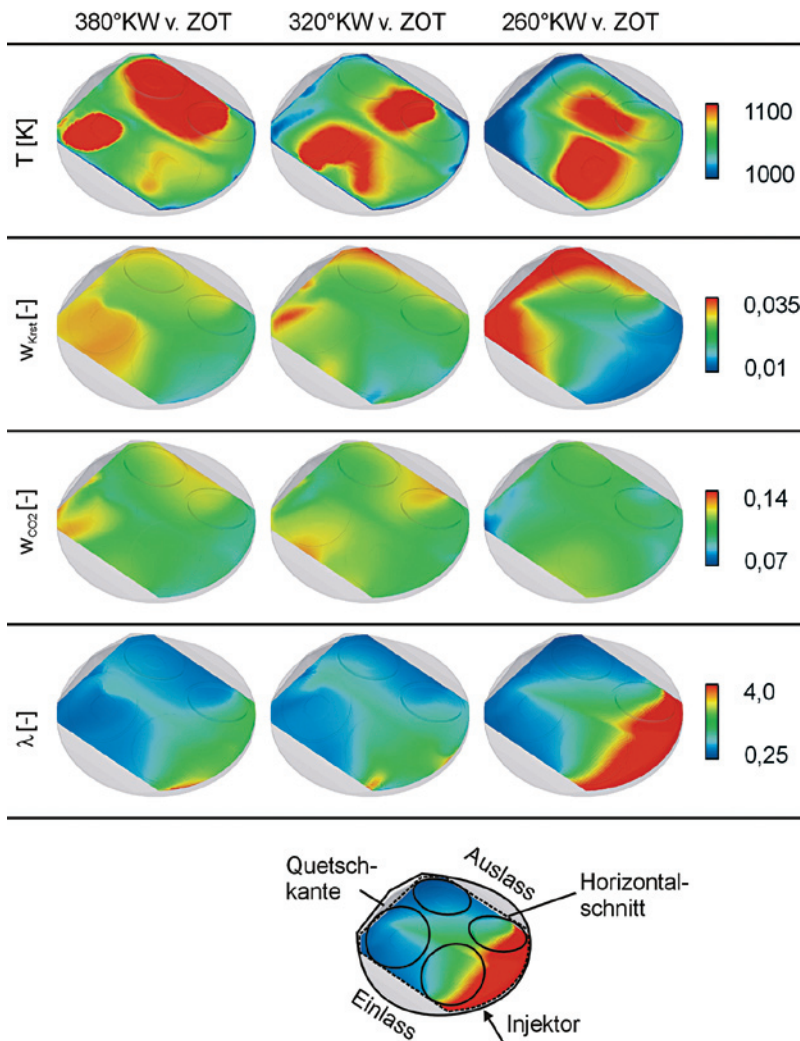 380°KW v. ZOT 320°KW v. ZOT 260°KW v. ZOT
T [K]
1100
1000
wKrst [-]
0,035
0,01
wCO2 [-]
0,14
0,07
λ [-]
4,0
0,25
Quetsch-
kante
Auslass
Horizontal-
schnitt
Einlass
Injektor